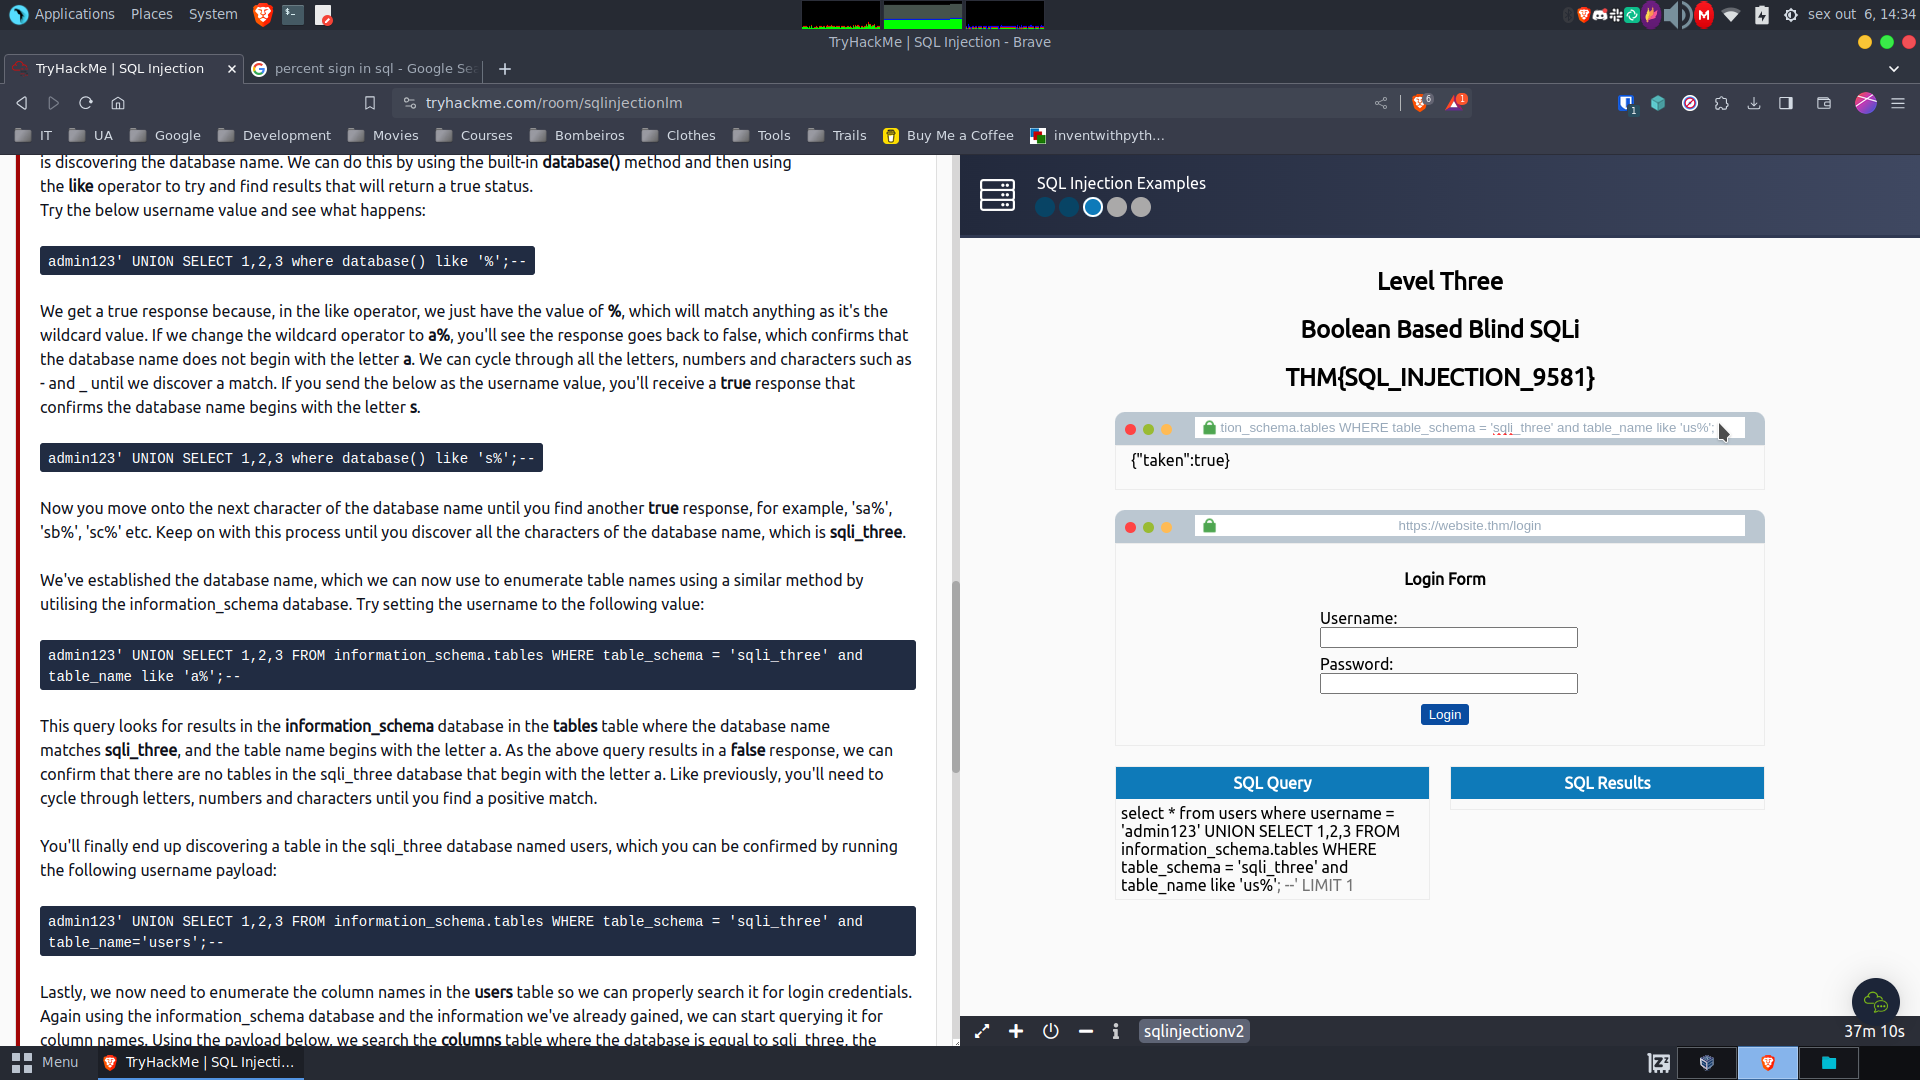 Applications Places System
sex out 6, 14:34
TryHackMe | SQL Injection - Brave
TryHackMe | SQL Injection
percent sign in sql - Google Se
tryhackme.com/room/sqlinjectionlm
6
1
1
IT UA Google Development Movies Courses Bombeiros Clothes Tools Trails Buy Me a Coffee inventwithpyth...
is discovering the database name. We can do this by using the built-in database() method and then using
the like operator to try and find results that will return a true status.
Try the below username value and see what happens:
admin123' UNION SELECT 1,2,3 where database() like '%';--
We get a true response because, in the like operator, we just have the value of %, which will match anything as it's the
wildcard value. If we change the wildcard operator to a%, you'll see the response goes back to false, which confirms that
the database name does not begin with the letter a. We can cycle through all the letters, numbers and characters such as
- and _ until we discover a match. If you send the below as the username value, you'll receive a true response that
confirms the database name begins with the letter s.
admin123' UNION SELECT 1,2,3 where database() like 's%';--
Now you move onto the next character of the database name until you find another true response, for example, 'sa%',
'sb%', 'sc%' etc. Keep on with this process until you discover all the characters of the database name, which is sqli_three.
We've established the database name, which we can now use to enumerate table names using a similar method by
utilising the information_schema database. Try setting the username to the following value:
admin123' UNION SELECT 1,2,3 FROM information_schema.tables WHERE table_schema = 'sqli_three' and
table_name like 'a%';--
This query looks for results in the information_schema database in the tables table where the database name
matches sqli_three, and the table name begins with the letter a. As the above query results in a false response, we can
confirm that there are no tables in the sqli_three database that begin with the letter a. Like previously, you'll need to
cycle through letters, numbers and characters until you find a positive match.
You'll finally end up discovering a table in the sqli_three database named users, which you can be confirmed by running
the following username payload:
admin123' UNION SELECT 1,2,3 FROM information_schema.tables WHERE table_schema = 'sqli_three' and
table_name='users';--
Lastly, we now need to enumerate the column names in the users table so we can properly search it for login credentials.
Again using the information_schema database and the information we've already gained, we can start querying it for
column names. Using the payload below, we search the columns table where the database is equal to sqli_three, the
SQL Injection Examples
Level Three
Boolean Based Blind SQLi
THM{SQL_INJECTION_9581}
tion_schema.tables WHERE table_schema = 'sqli_three' and table_name like 'us%';
{"taken":true}
https://website.thm/login
Login Form
Username:
Password:
Login
SQL Query
select * from users where username =
'admin123' UNION SELECT 1,2,3 FROM
information_schema.tables WHERE
table_schema = 'sqli_three' and
table_name like 'us%'; --' LIMIT 1
SQL Results
sqlinjectionv2
37m 10s
Menu
TryHackMe | SQL Injecti...